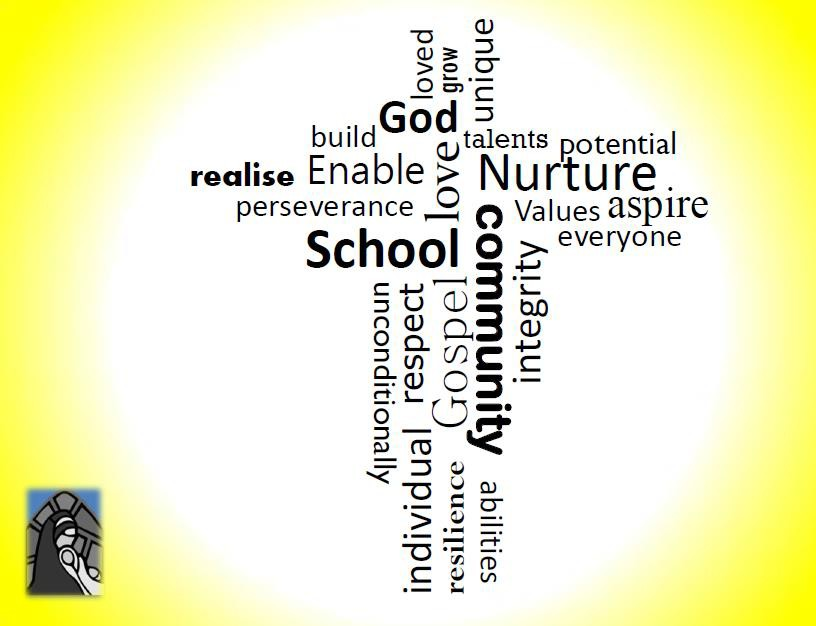 loved
grow
unique
God
build
talents
potential
realise
Enable
love
Nurture
perseverance
Values
aspire
everyone
School
community
integrity
unconditionally
respect
Gospel
individual
resilience
abilities